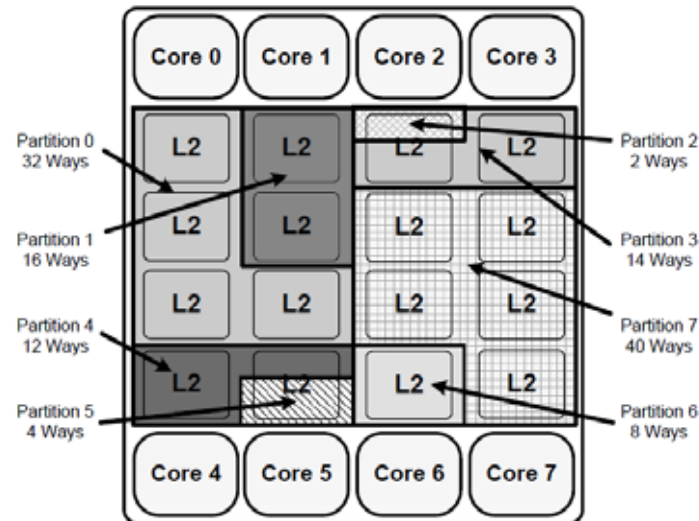 Core 0
Core 1
Core 2
Core 3
Partition 0
32 Ways
L2
L2
L2
L2
Partition 2
2 Ways
Partition 1
16 Ways
L2
L2
L2
L2
Partition 3
14 Ways
L2
L2
L2
L2
Partition 7
40 Ways
Partition 4
12 Ways
L2
L2
L2
L2
Partition 5
4 Ways
Partition 6
8 Ways
Core 4
Core 5
Core 6
Core 7